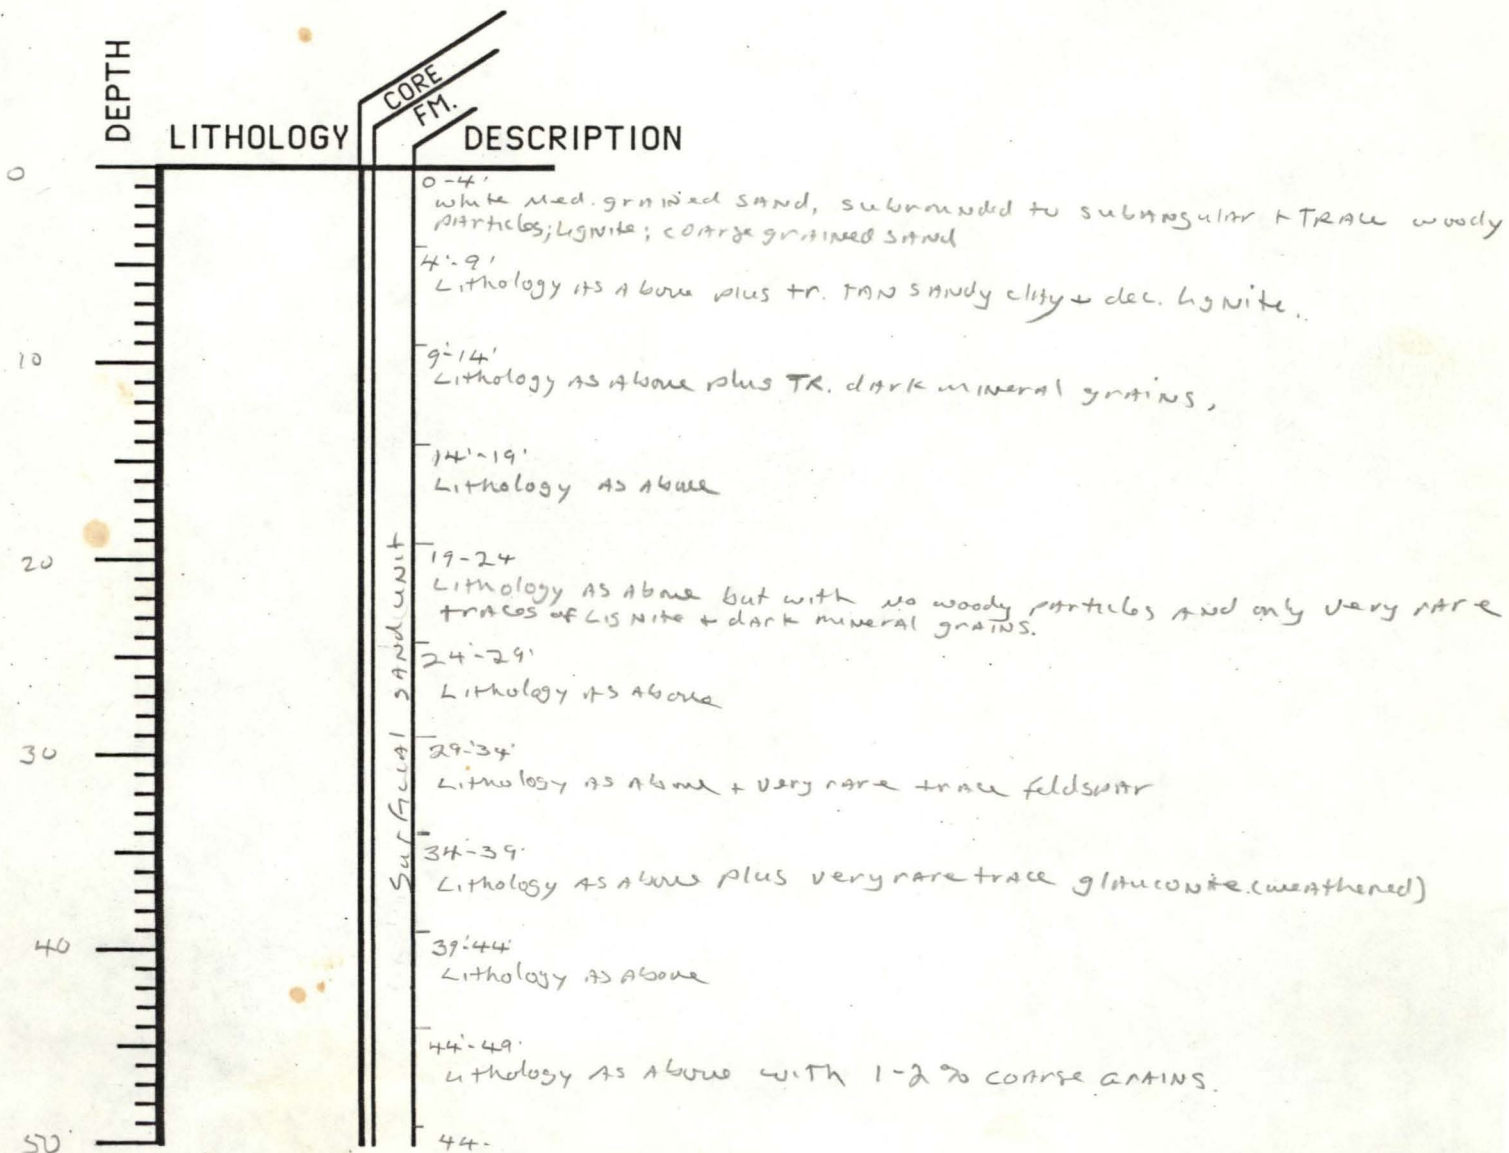 DEPTH
LITHOLOGY
CORE
FM.
DESCRIPTION
0
10
20
30
40
50
Surficial SAND UNIT
0-4'
white Med. grained SAND, subrounded to subangular + TRACE woody
particles; lignite; coarse grained sand
4'-9'
Lithology As Above plus tr. TAN SANdy clay + dec. lignite.
9'-14'
Lithology As Above plus TR. dark mineral grains.
14'-19'
Lithology As Above
19-24
Lithology As Above but with No woody particles And only very rare
traces of Lignite + dark mineral grains.
24'-29'
Lithology As Above
29-'34'
Lithology As Above + very rare trace feldspar
34'-39'
Lithology As Above plus very rare trace glauconite.(weathered)
39'-44'
Lithology As Above
44'-49'
Lithology As Above with 1-2% coarse grains.
44-